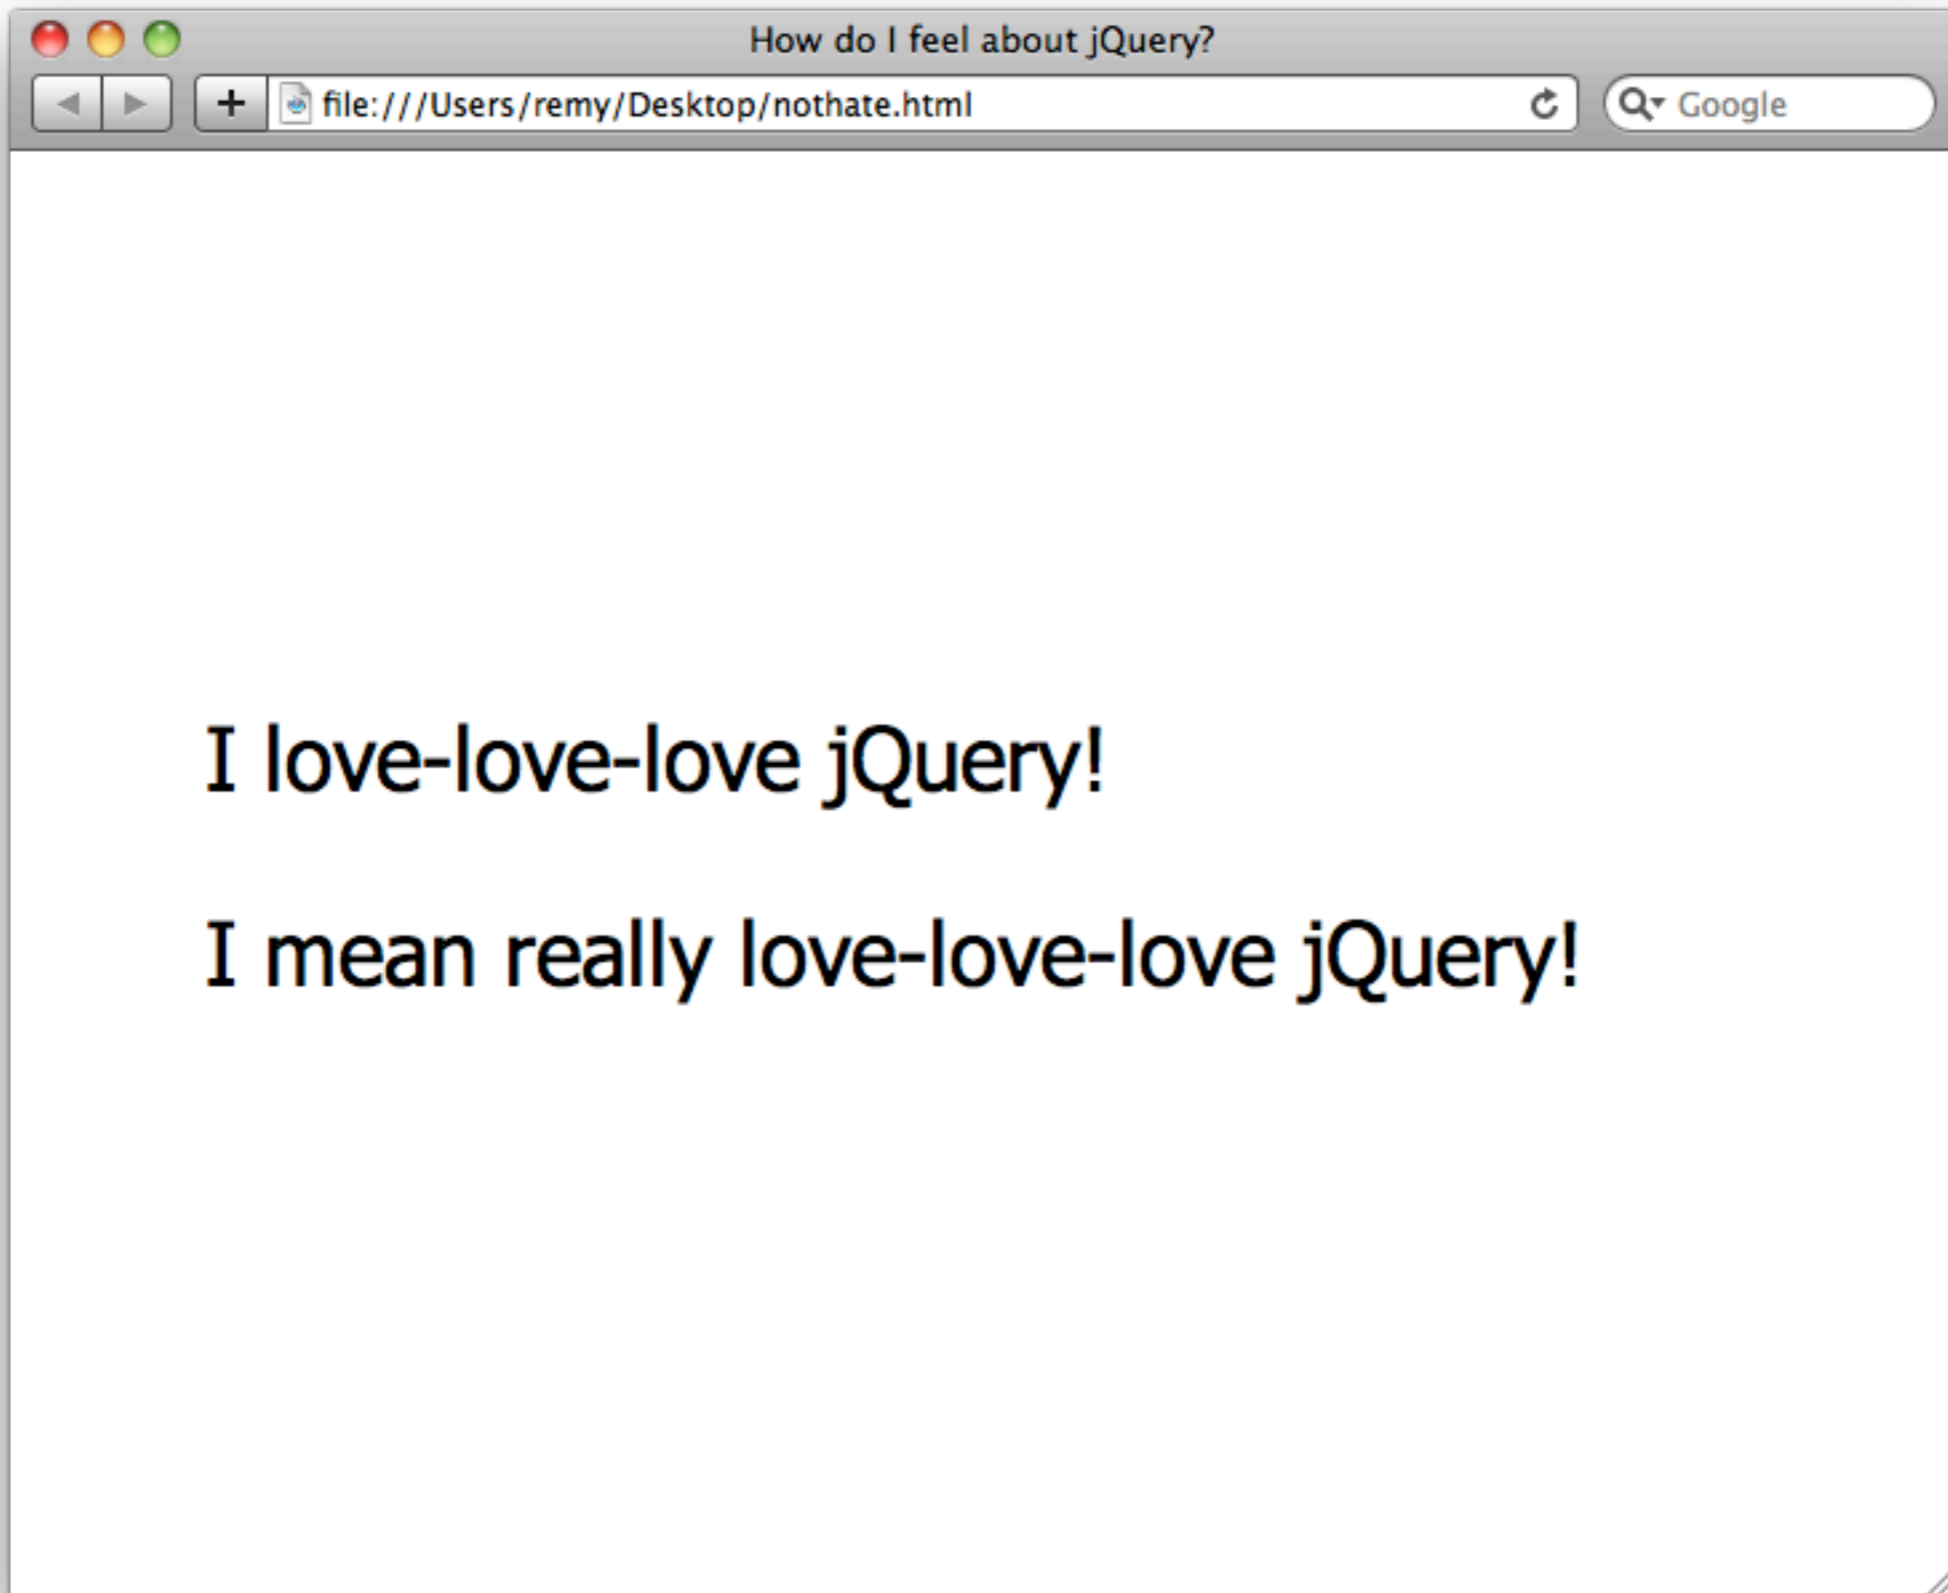 How do I feel about jQuery?
file:///Users/remy/Desktop/nothate.html
Google
I love-love-love jQuery!
I mean really love-love-love jQuery!